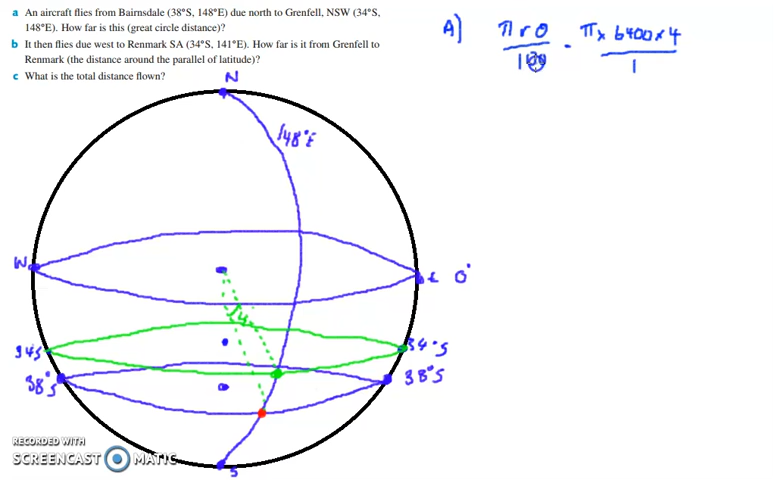 a An aircraft flies from Bairnsdale (38°S, 148°E) due north to Grenfell, NSW (34°S,
148°E). How far is this (great circle distance)?
b It then flies due west to Renmark SA (34°S, 141°E). How far is it from Grenfell to
Renmark (the distance around the parallel of latitude)?
c What is the total distance flown?
A) πrθ/180 = π × 6400 × 4/1
N
148°E
W
E 0°
4°
34S
34°S
38°S
38°S
S
RECORDED WITH
SCREENCAST MATIC